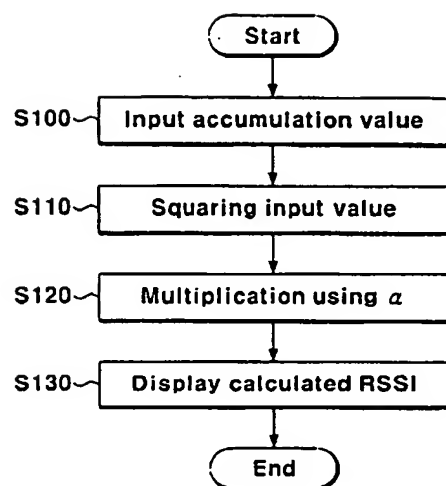 Start
S100 Input accumulation value
S110 Squaring input value
S120 Multiplication using α
S130 Display calculated RSSI
End